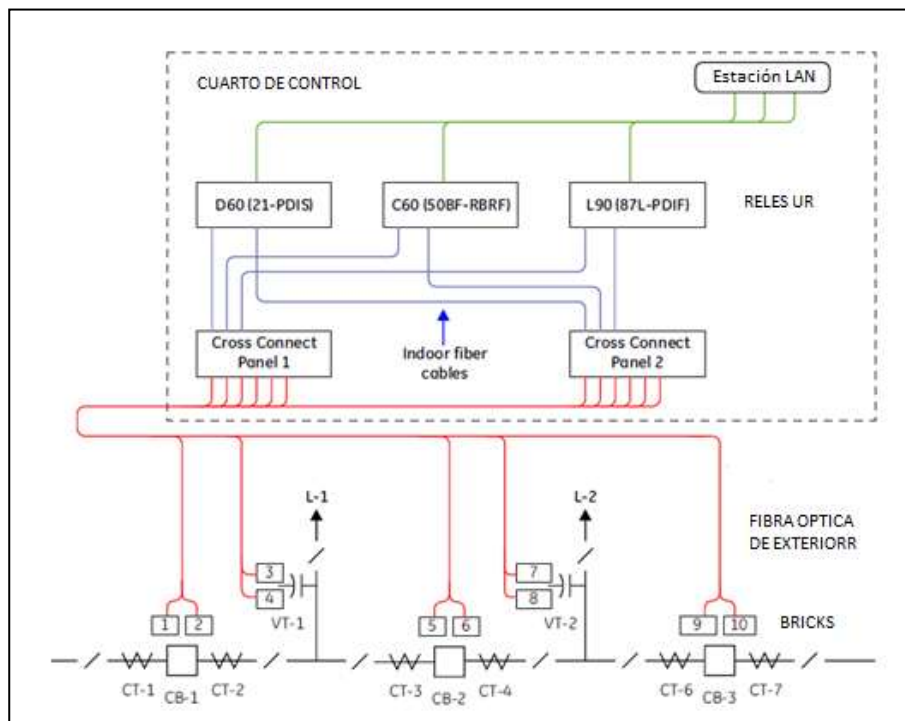 Estación LAN
CUARTO DE CONTROL
D60 (21-PDIS)
C60 (50BF-RBRF)
L90 (87L-PDIF)
RELES UR
Cross Connect
Panel 1
Indoor fiber
cables
Cross Connect
Panel 2
L-1
L-2
FIBRA OPTICA
DE EXTERIORR
3
4
VT-1
7
8
VT-2
1
2
5
6
9
10
BRICKS
CT-1
CB-1
CT-2
CT-3
CB-2
CT-4
CT-6
CB-3
CT-7